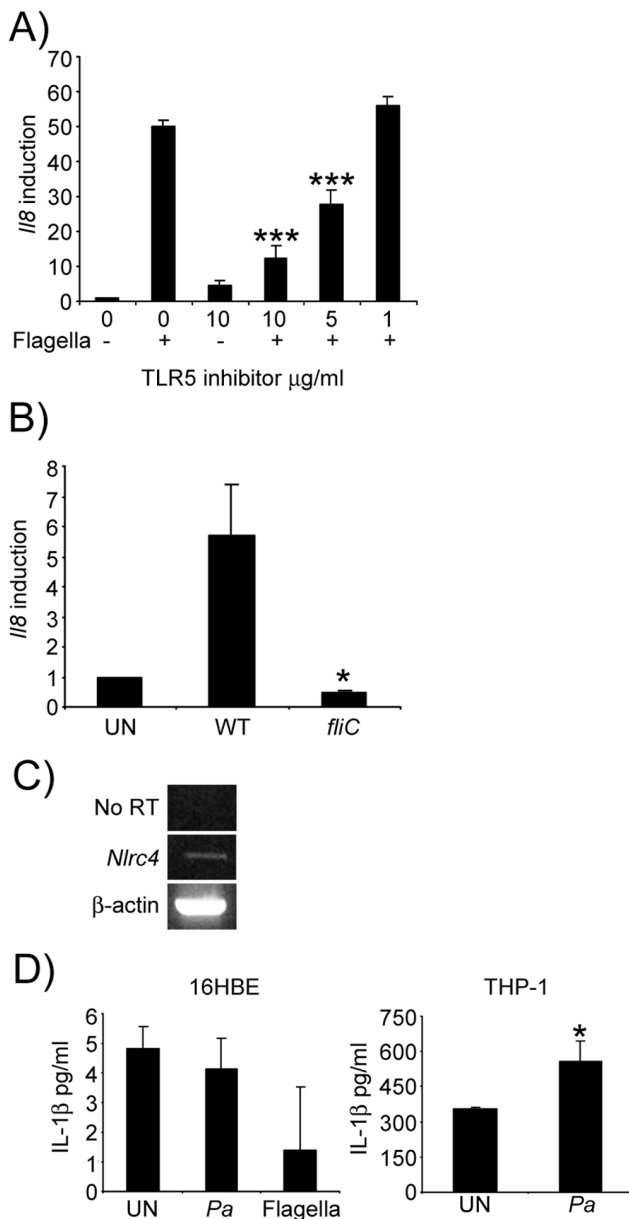 A)
70
60
50
40
30
20
10
0
Il8 induction
*** ***
0 0 10 10 5 1
Flagella - + - + + +
TLR5 inhibitor μg/ml
B)
8
7
6
5
4
3
2
1
0
Il8 induction
*
UN WT fliC
C)
No RT
Nlrc4
β-actin
D)
16HBE
6
5
4
3
2
1
0
IL-1β pg/ml
UN Pa Flagella
THP-1
750
600
450
300
150
0
IL-1β pg/ml
*
UN Pa